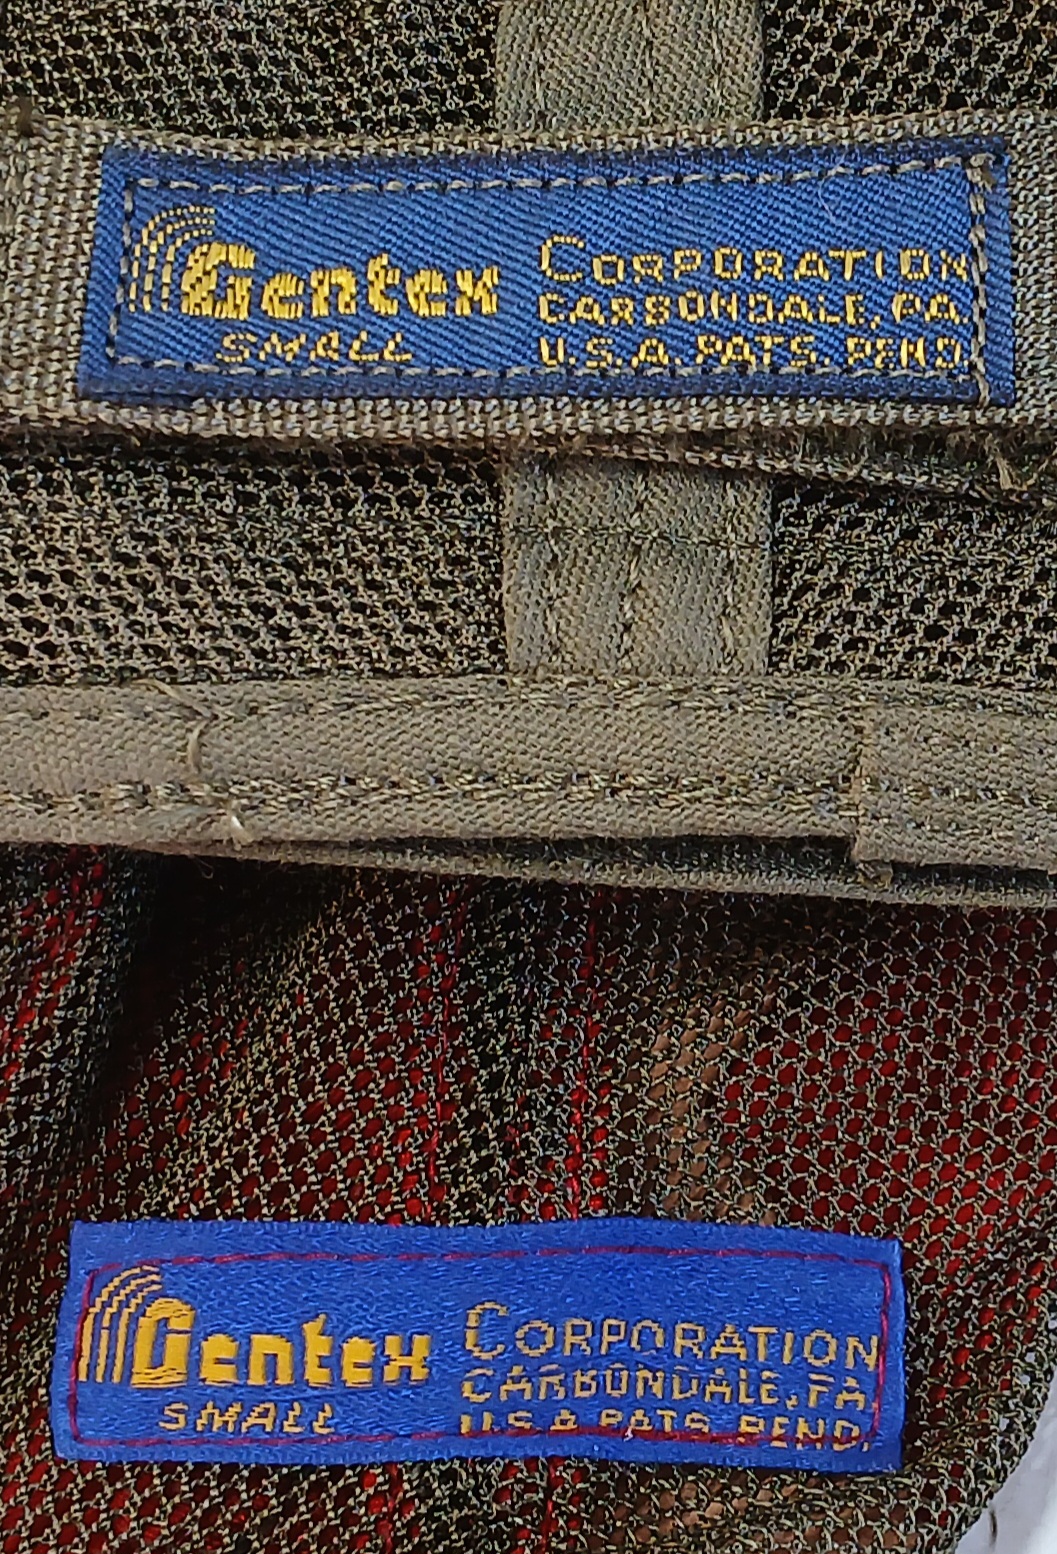 Gentex
SMALL
CORPORATION
CARBONDALE, PA.
U.S.A. PATS. PEND.
Gentex
SMALL
CORPORATION
CARBONDALE, PA
U.S.A. PATS. PEND.